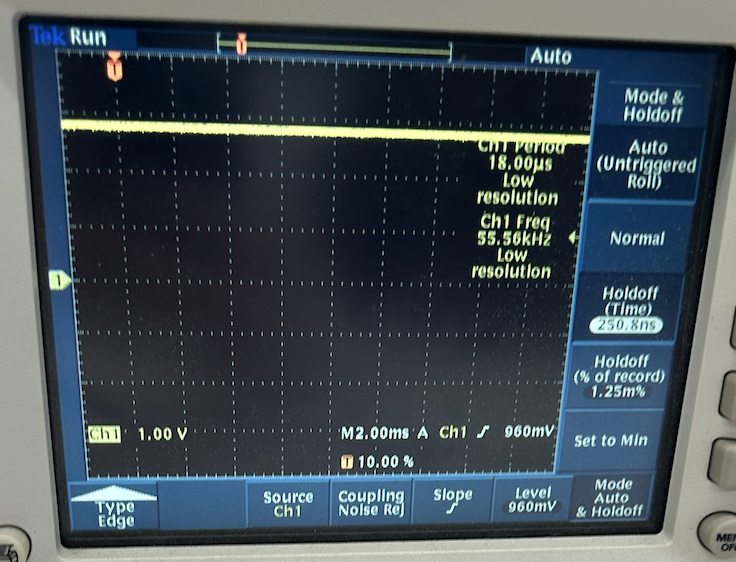 Tek Run
Auto
Mode &
Holdoff
Auto
(Untriggered
Roll)
Normal
Holdoff
(Time)
250.8ns
Holdoff
(% of record)
1.25m%
Set to Min
Mode
Auto
& Holdoff
Ch1 Period
18.00µs
Low
resolution
Ch1 Freq
55.56kHz
Low
resolution
1
Ch1 1.00 V M2.00ms A Ch1 960mV
T 10.00 %
Type
Edge
Source
Ch1
Coupling
Noise Rej
Slope
Level
960mV